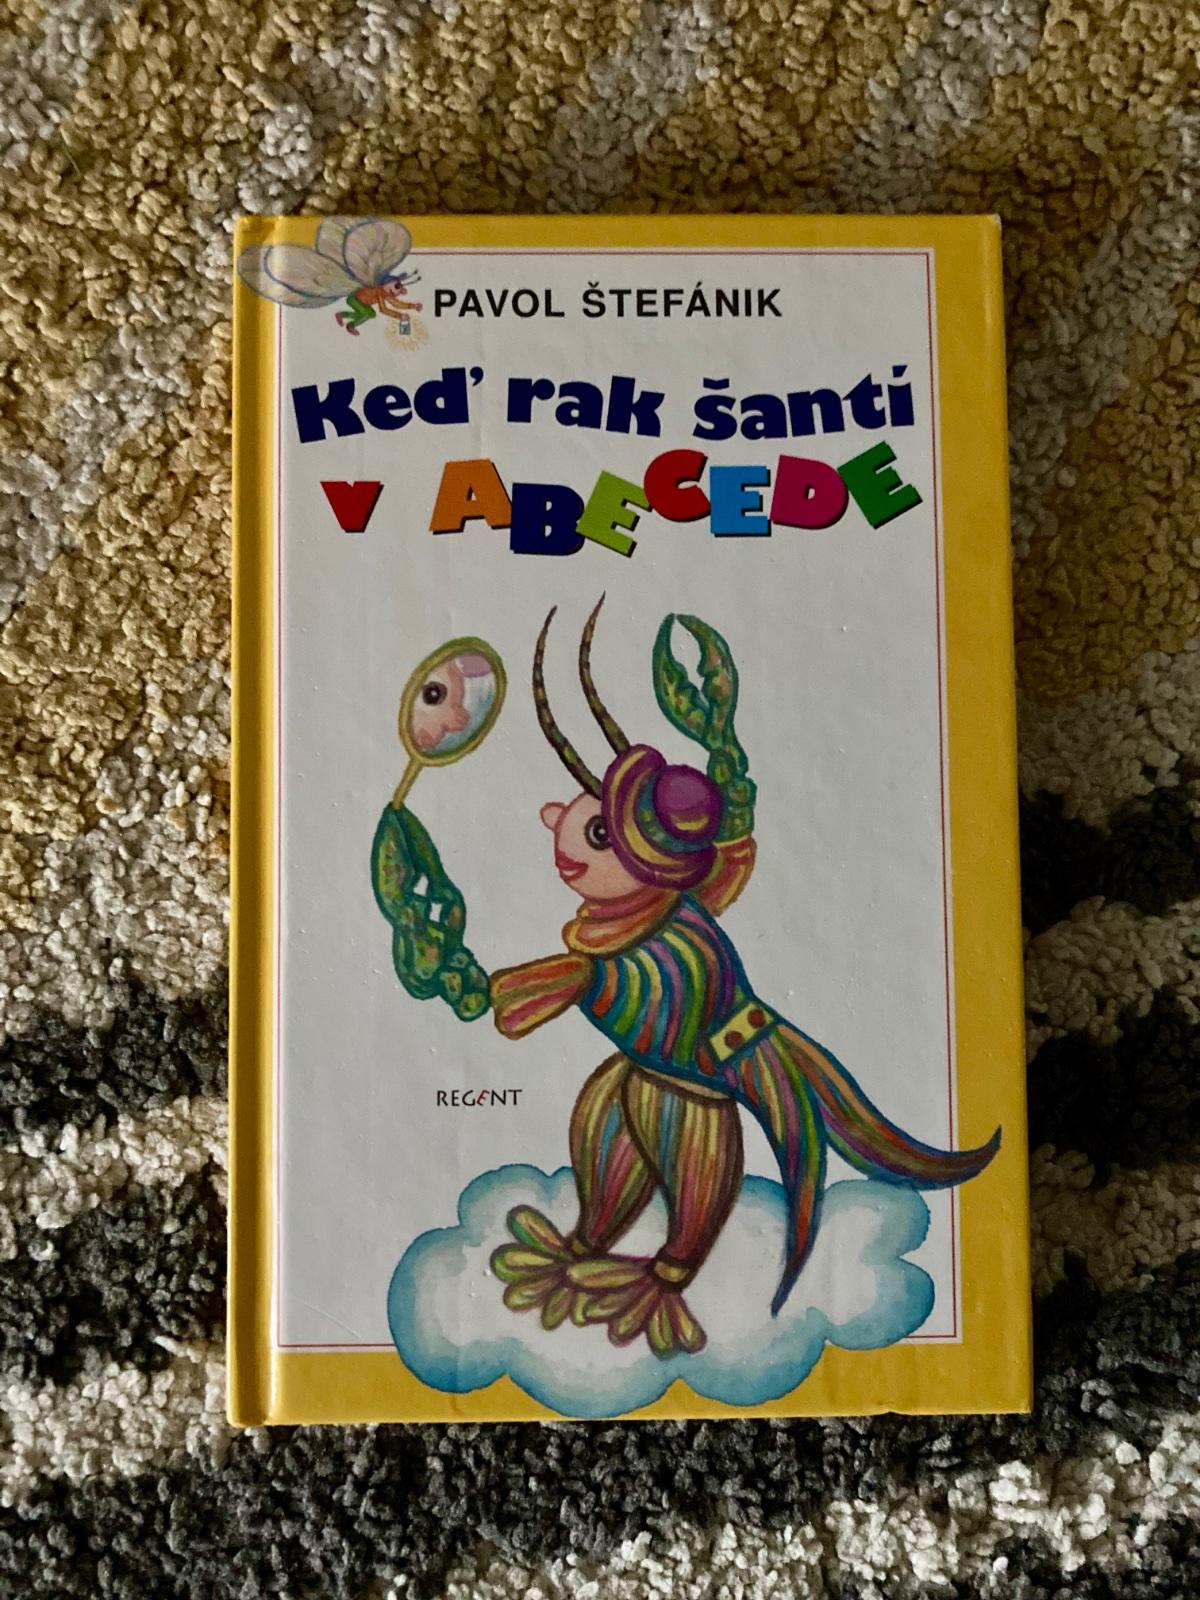 PAVOL ŠTEFÁNIK
Keď rak šantí
v ABECEDE
REGENT